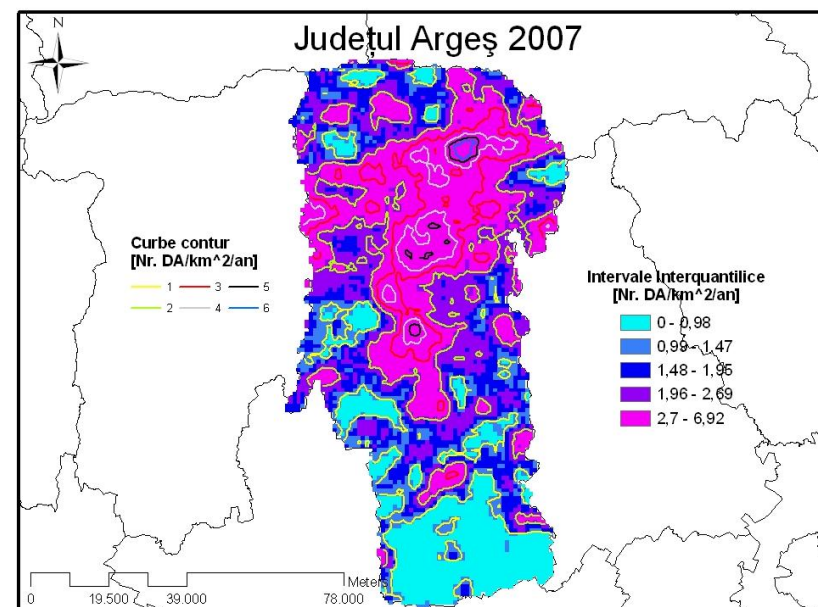 N
Judeţul Argeş 2007
Curbe contur
[Nr. DA/km^2/an]
1 3 5
2 4 6
Intervale interquantilice
[Nr. DA/km^2/an]
0 - 0,98
0,99 - 1,47
1,48 - 1,95
1,96 - 2,69
2,7 - 6,92
Meters
0 19.500 39.000 78.000